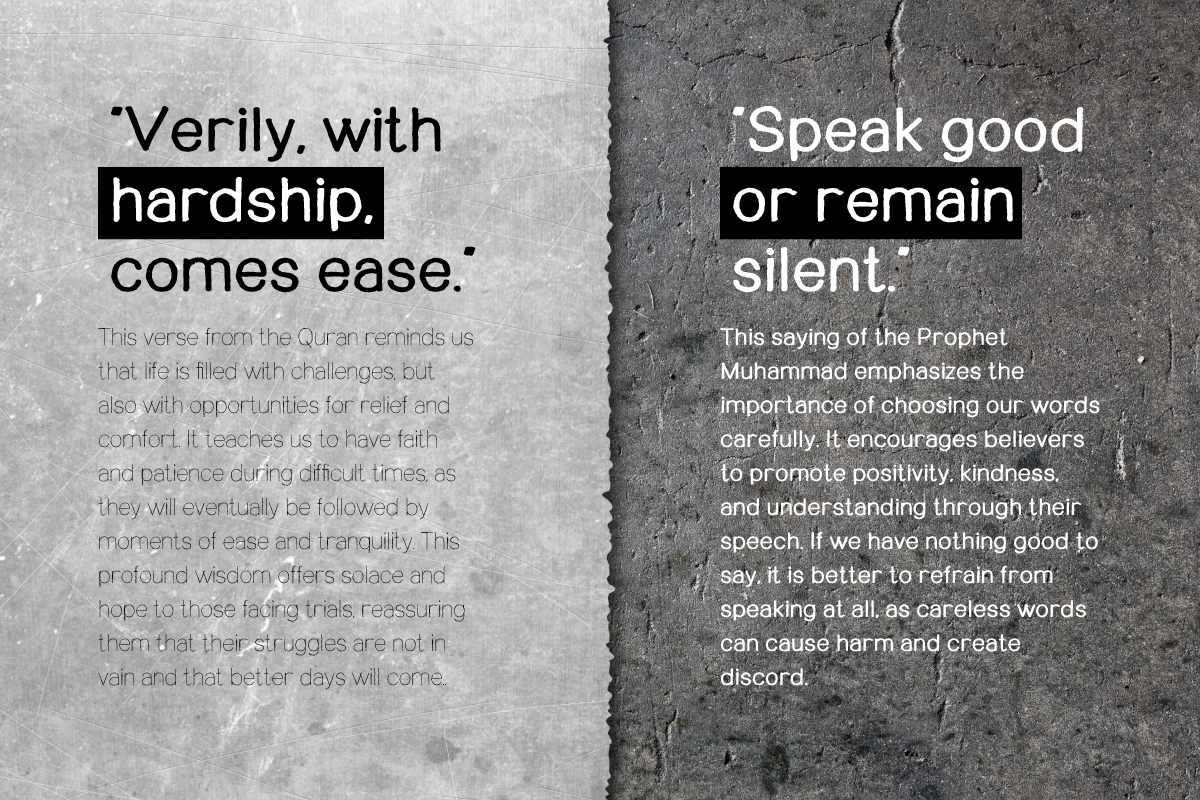 "Verily, with
hardship,
comes ease."
This verse from the Quran reminds us
that life is filled with challenges, but
also with opportunities for relief and
comfort. It teaches us to have faith
and patience during difficult times, as
they will eventually be followed by
moments of ease and tranquility. This
profound wisdom offers solace and
hope to those facing trials, reassuring
them that their struggles are not in
vain and that better days will come..
"Speak good
or remain
silent."
This saying of the Prophet
Muhammad emphasizes the
importance of choosing our words
carefully. It encourages believers
to promote positivity, kindness,
and understanding through their
speech. If we have nothing good to
say, it is better to refrain from
speaking at all, as careless words
can cause harm and create
discord.